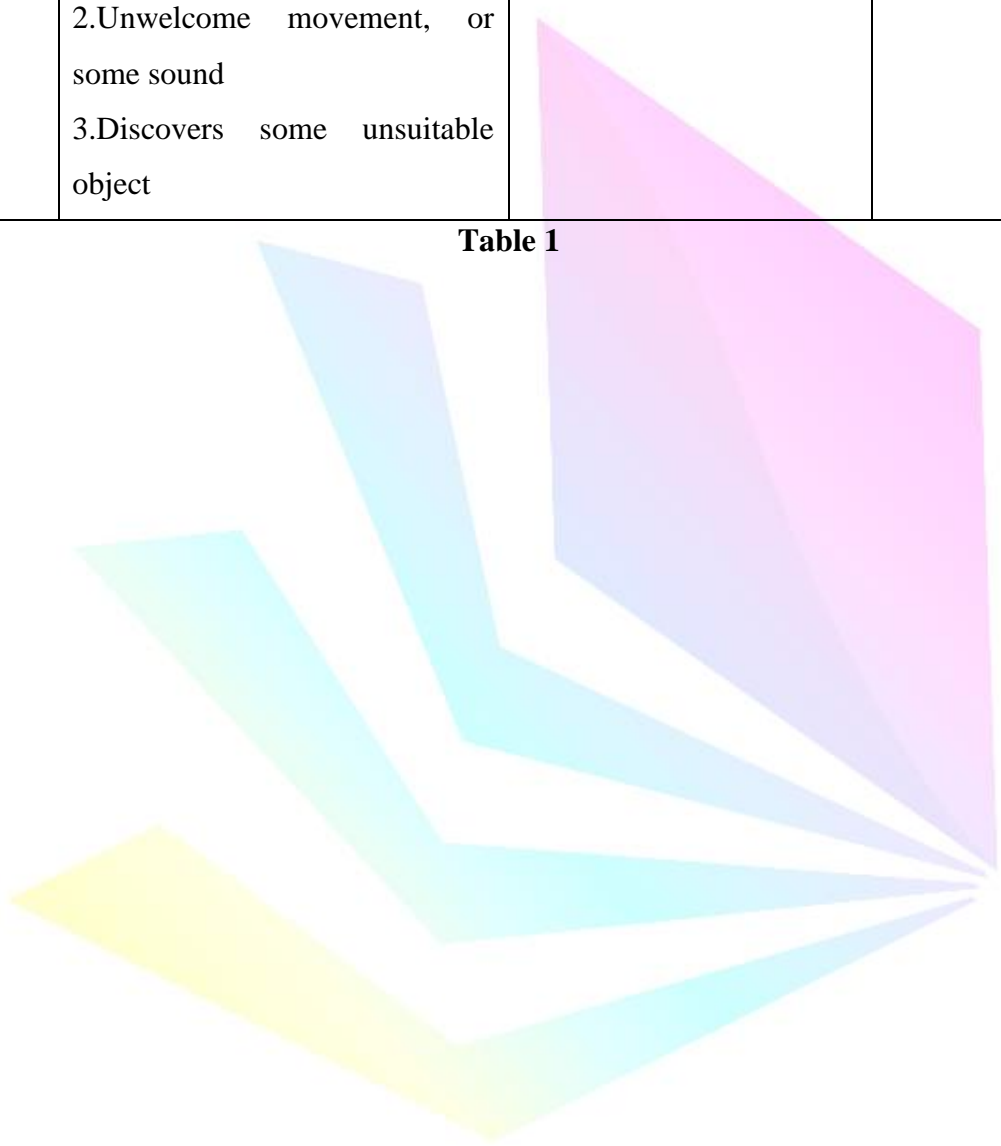 2.Unwelcome movement, or
some sound
3.Discovers some unsuitable
object
Table 1